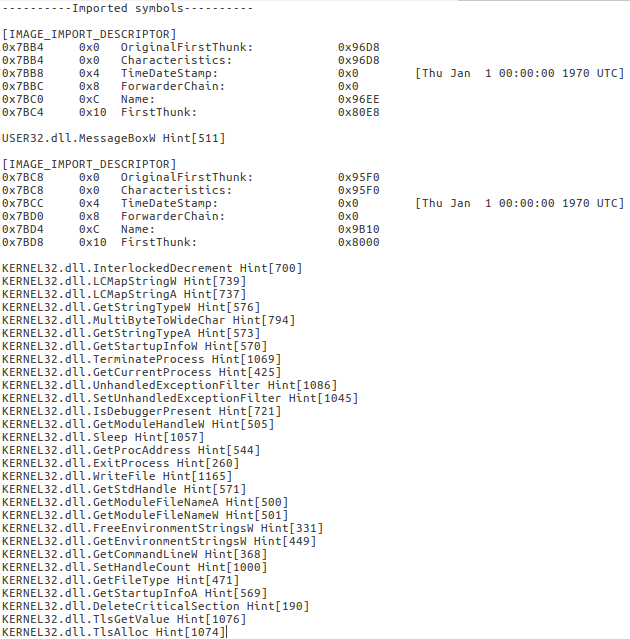 ----------Imported symbols----------
[IMAGE_IMPORT_DESCRIPTOR]
0x7BB4 0x0 OriginalFirstThunk: 0x96D8
0x7BB4 0x0 Characteristics: 0x96D8
0x7BB8 0x4 TimeDateStamp: 0x0 [Thu Jan  1 00:00:00 1970 UTC]
0x7BBC 0x8 ForwarderChain: 0x0
0x7BC0 0xC Name: 0x96EE
0x7BC4 0x10 FirstThunk: 0x80E8
USER32.dll.MessageBoxW Hint[511]
[IMAGE_IMPORT_DESCRIPTOR]
0x7BC8 0x0 OriginalFirstThunk: 0x95F0
0x7BC8 0x0 Characteristics: 0x95F0
0x7BCC 0x4 TimeDateStamp: 0x0 [Thu Jan  1 00:00:00 1970 UTC]
0x7BD0 0x8 ForwarderChain: 0x0
0x7BD4 0xC Name: 0x9B10
0x7BD8 0x10 FirstThunk: 0x8000
KERNEL32.dll.InterlockedDecrement Hint[700]
KERNEL32.dll.LCMapStringW Hint[739]
KERNEL32.dll.LCMapStringA Hint[737]
KERNEL32.dll.GetStringTypeW Hint[576]
KERNEL32.dll.MultiByteToWideChar Hint[794]
KERNEL32.dll.GetStringTypeA Hint[573]
KERNEL32.dll.GetStartupInfoW Hint[570]
KERNEL32.dll.TerminateProcess Hint[1069]
KERNEL32.dll.GetCurrentProcess Hint[425]
KERNEL32.dll.UnhandledExceptionFilter Hint[1086]
KERNEL32.dll.SetUnhandledExceptionFilter Hint[1045]
KERNEL32.dll.IsDebuggerPresent Hint[721]
KERNEL32.dll.GetModuleHandleW Hint[505]
KERNEL32.dll.Sleep Hint[1057]
KERNEL32.dll.GetProcAddress Hint[544]
KERNEL32.dll.ExitProcess Hint[260]
KERNEL32.dll.WriteFile Hint[1165]
KERNEL32.dll.GetStdHandle Hint[571]
KERNEL32.dll.GetModuleFileNameA Hint[500]
KERNEL32.dll.GetModuleFileNameW Hint[501]
KERNEL32.dll.FreeEnvironmentStringsW Hint[331]
KERNEL32.dll.GetEnvironmentStringsW Hint[449]
KERNEL32.dll.GetCommandLineW Hint[368]
KERNEL32.dll.SetHandleCount Hint[1000]
KERNEL32.dll.GetFileType Hint[471]
KERNEL32.dll.GetStartupInfoA Hint[569]
KERNEL32.dll.DeleteCriticalSection Hint[190]
KERNEL32.dll.TlsGetValue Hint[1076]
KERNEL32.dll.TlsAlloc Hint[1074]